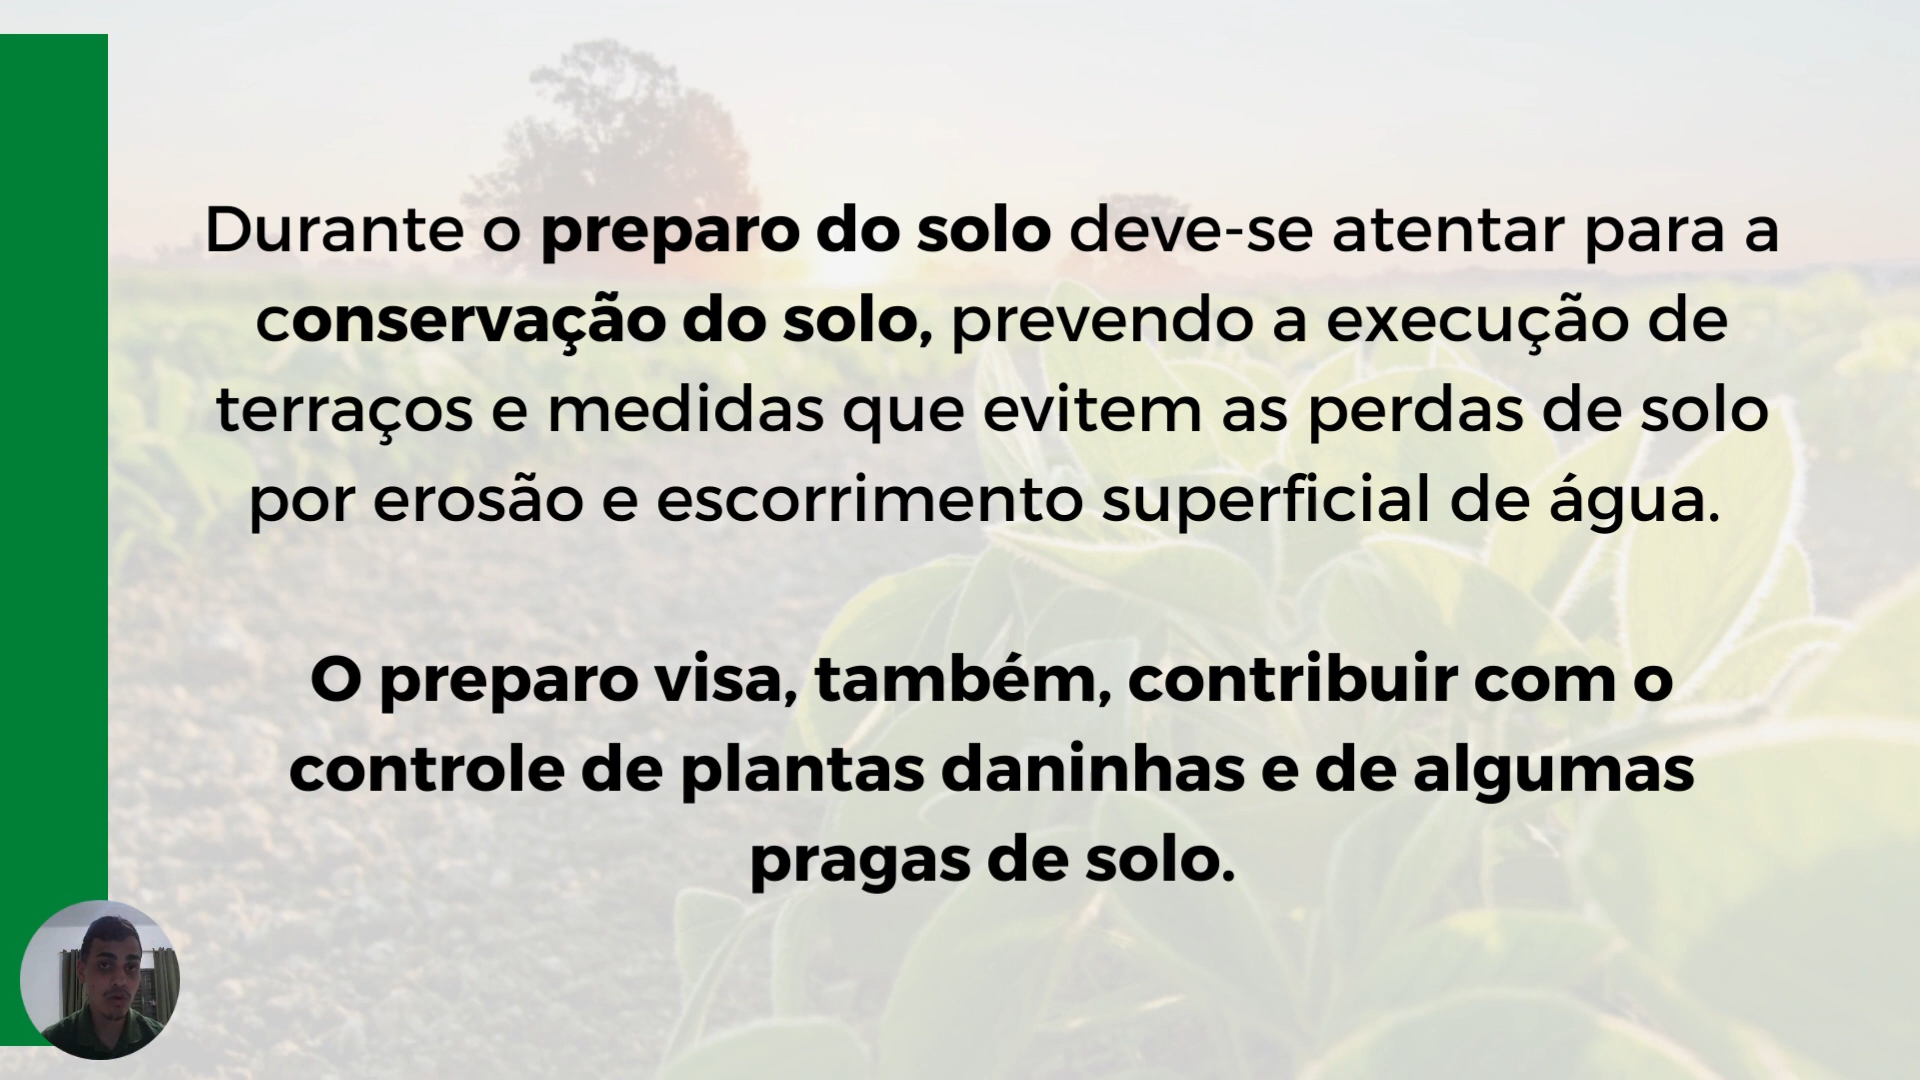 Durante o preparo do solo deve-se atentar para a
conservação do solo, prevendo a execução de
terraços e medidas que evitem as perdas de solo
por erosão e escorrimento superficial de água.
O preparo visa, também, contribuir com o
controle de plantas daninhas e de algumas
pragas de solo.